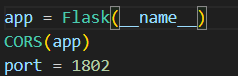 app = Flask(__name__)
CORS(app)
port = 1802